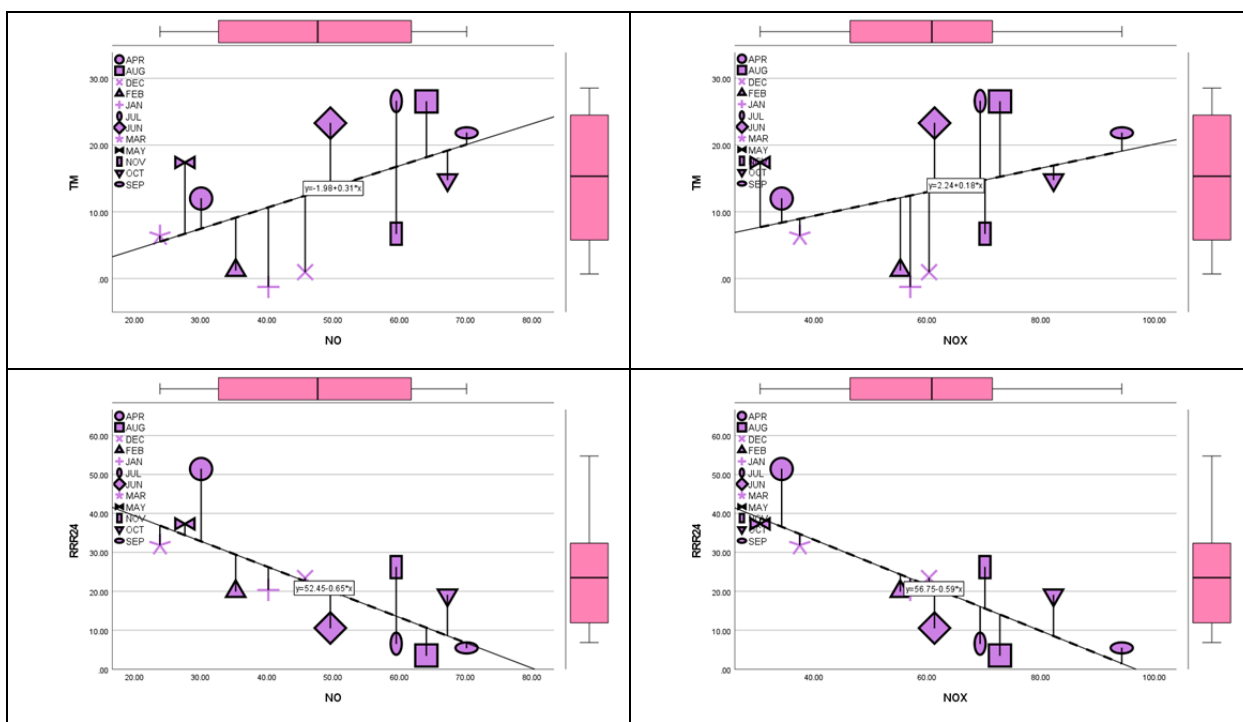 APR
AUG
DEC
FEB
JAN
JUL
JUN
MAR
MAY
NOV
OCT
SEP
30.00
20.00
10.00
.00
TM
y=-1.98+0.31*x
20.00 30.00 40.00 50.00 60.00 70.00 80.00
NO
APR
AUG
DEC
FEB
JAN
JUL
JUN
MAR
MAY
NOV
OCT
SEP
30.00
20.00
10.00
.00
TM
y=2.24+0.18*x
40.00 60.00 80.00 100.00
NOX
APR
AUG
DEC
FEB
JAN
JUL
JUN
MAR
MAY
NOV
OCT
SEP
60.00
50.00
40.00
30.00
20.00
10.00
.00
RRR24
y=52.45-0.65*x
20.00 30.00 40.00 50.00 60.00 70.00 80.00
NO
APR
AUG
DEC
FEB
JAN
JUL
JUN
MAR
MAY
NOV
OCT
SEP
60.00
50.00
40.00
30.00
20.00
10.00
.00
RRR24
y=56.75-0.59*x
40.00 60.00 80.00 100.00
NOX